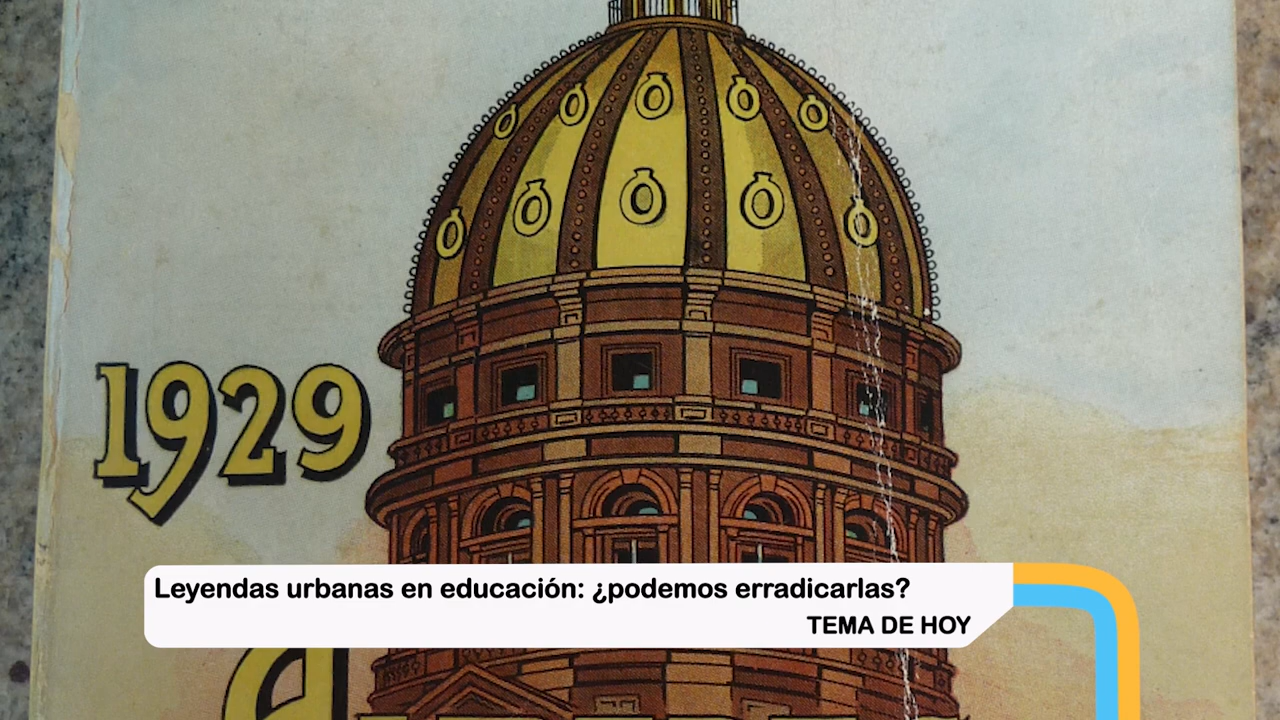 1929
Leyendas urbanas en educación: ¿podemos erradicarlas?
TEMA DE HOY